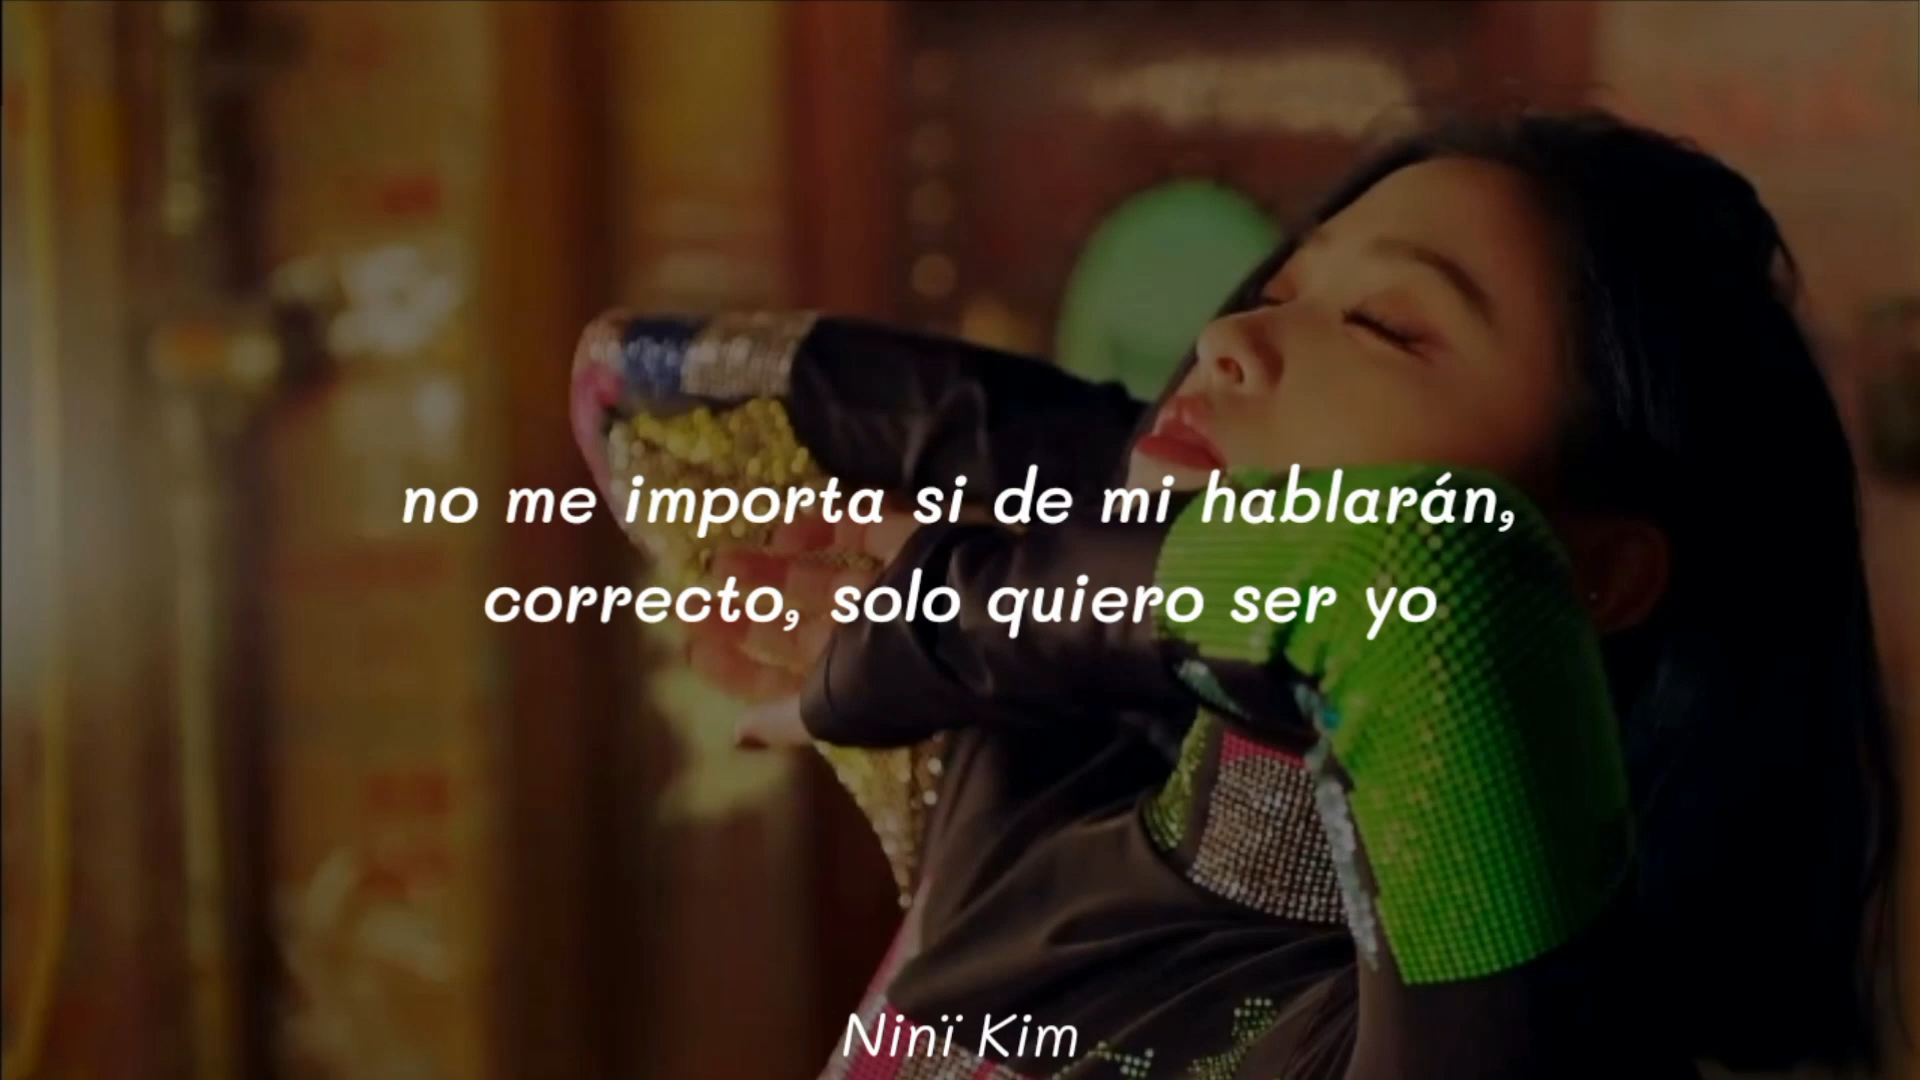 no me importa si de mi hablarán,
correcto, solo quiero ser yo
Ninï Kim